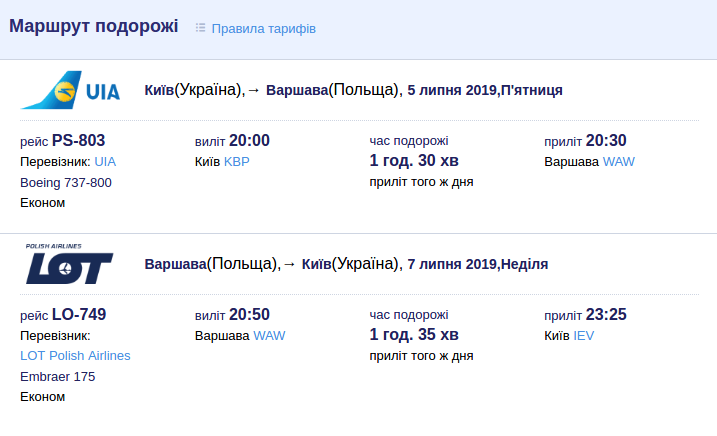 Маршрут подорожі Правила тарифів
UIA Київ(Україна),→ Варшава(Польща), 5 липня 2019,П'ятниця
рейс PS-803 виліт 20:00 час подорожі приліт 20:30
Перевізник: UIA Київ KBP 1 год. 30 хв Варшава WAW
Boeing 737-800 приліт того ж дня
Економ
POLISH AIRLINES
LOT Варшава(Польща),→ Київ(Україна), 7 липня 2019,Неділя
рейс LO-749 виліт 20:50 час подорожі приліт 23:25
Перевізник: Варшава WAW 1 год. 35 хв Київ IEV
LOT Polish Airlines приліт того ж дня
Embraer 175
Економ